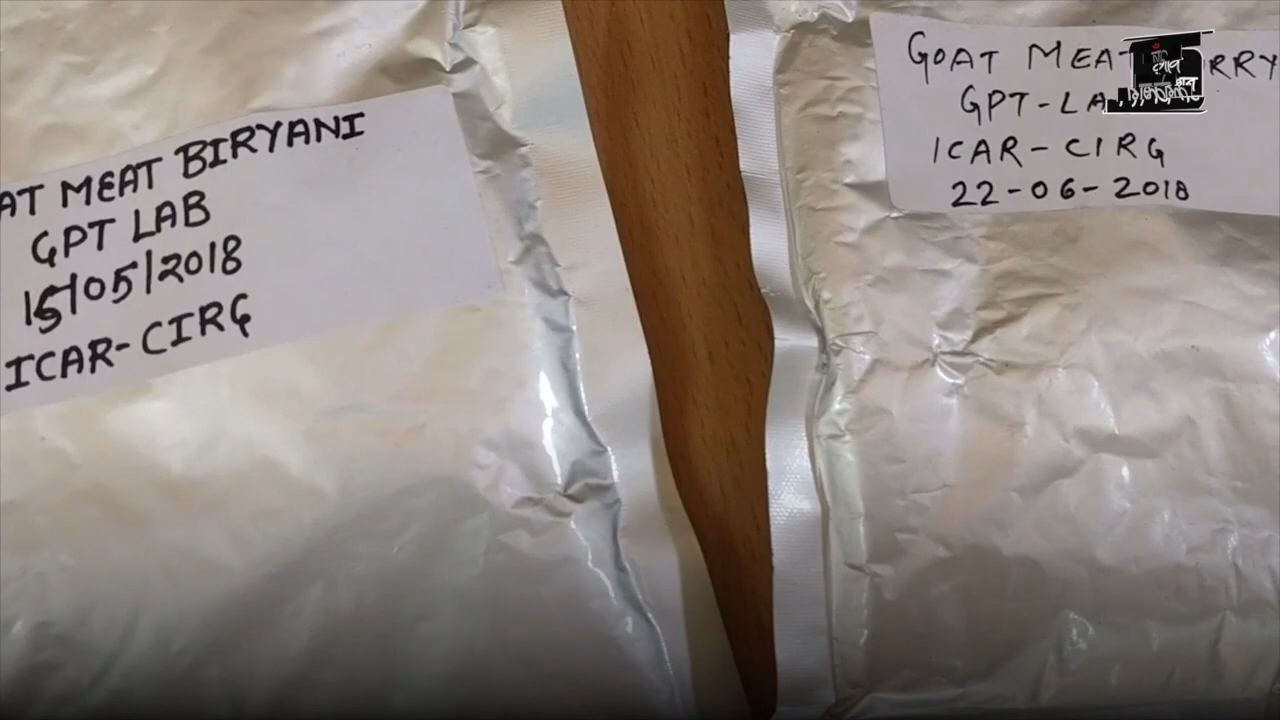 AT MEAT BIRYANI
GPT LAB
15/05/2018
ICAR-CIRG
GOAT MEAT RRY
GPT-LA
ICAR-CIRG
22-06-2018